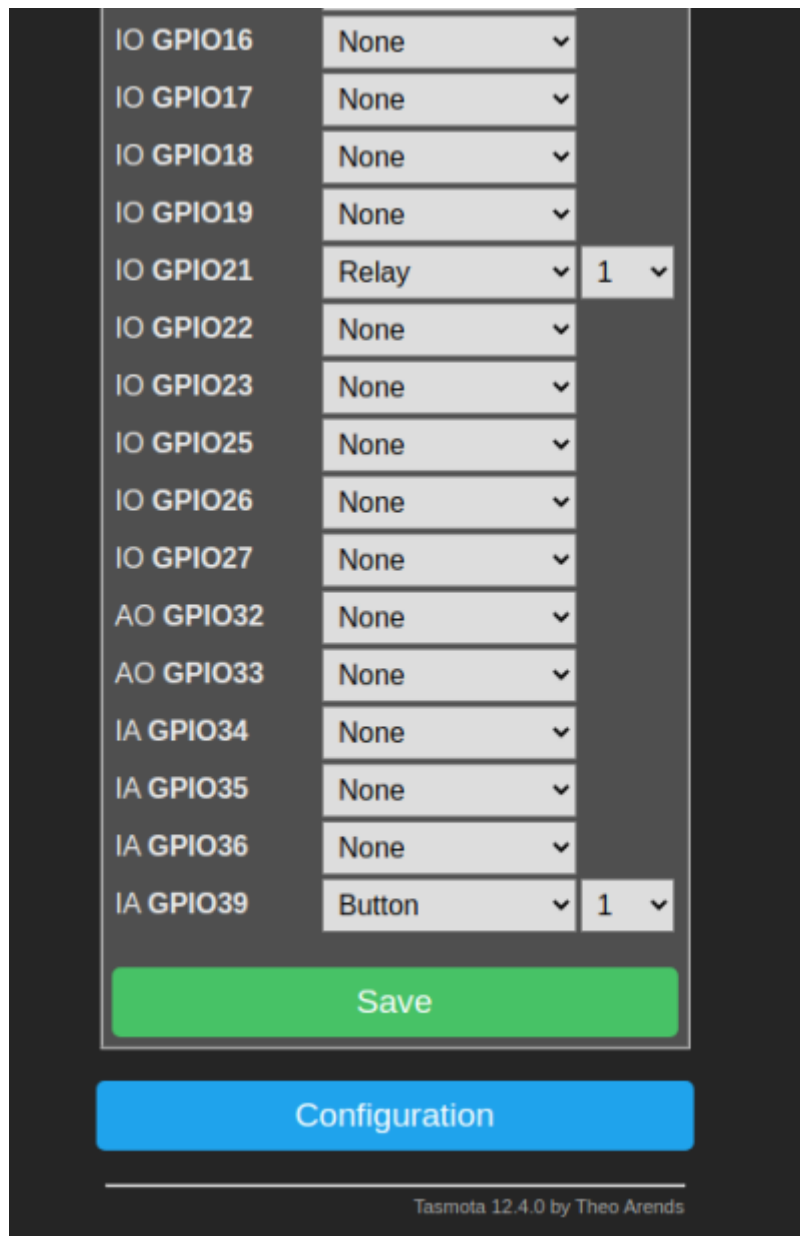 IO GPIO16 None
IO GPIO17 None
IO GPIO18 None
IO GPIO19 None
IO GPIO21 Relay 1
IO GPIO22 None
IO GPIO23 None
IO GPIO25 None
IO GPIO26 None
IO GPIO27 None
AO GPIO32 None
AO GPIO33 None
IA GPIO34 None
IA GPIO35 None
IA GPIO36 None
IA GPIO39 Button 1
Save
Configuration
Tasmota 12.4.0 by Theo Arends